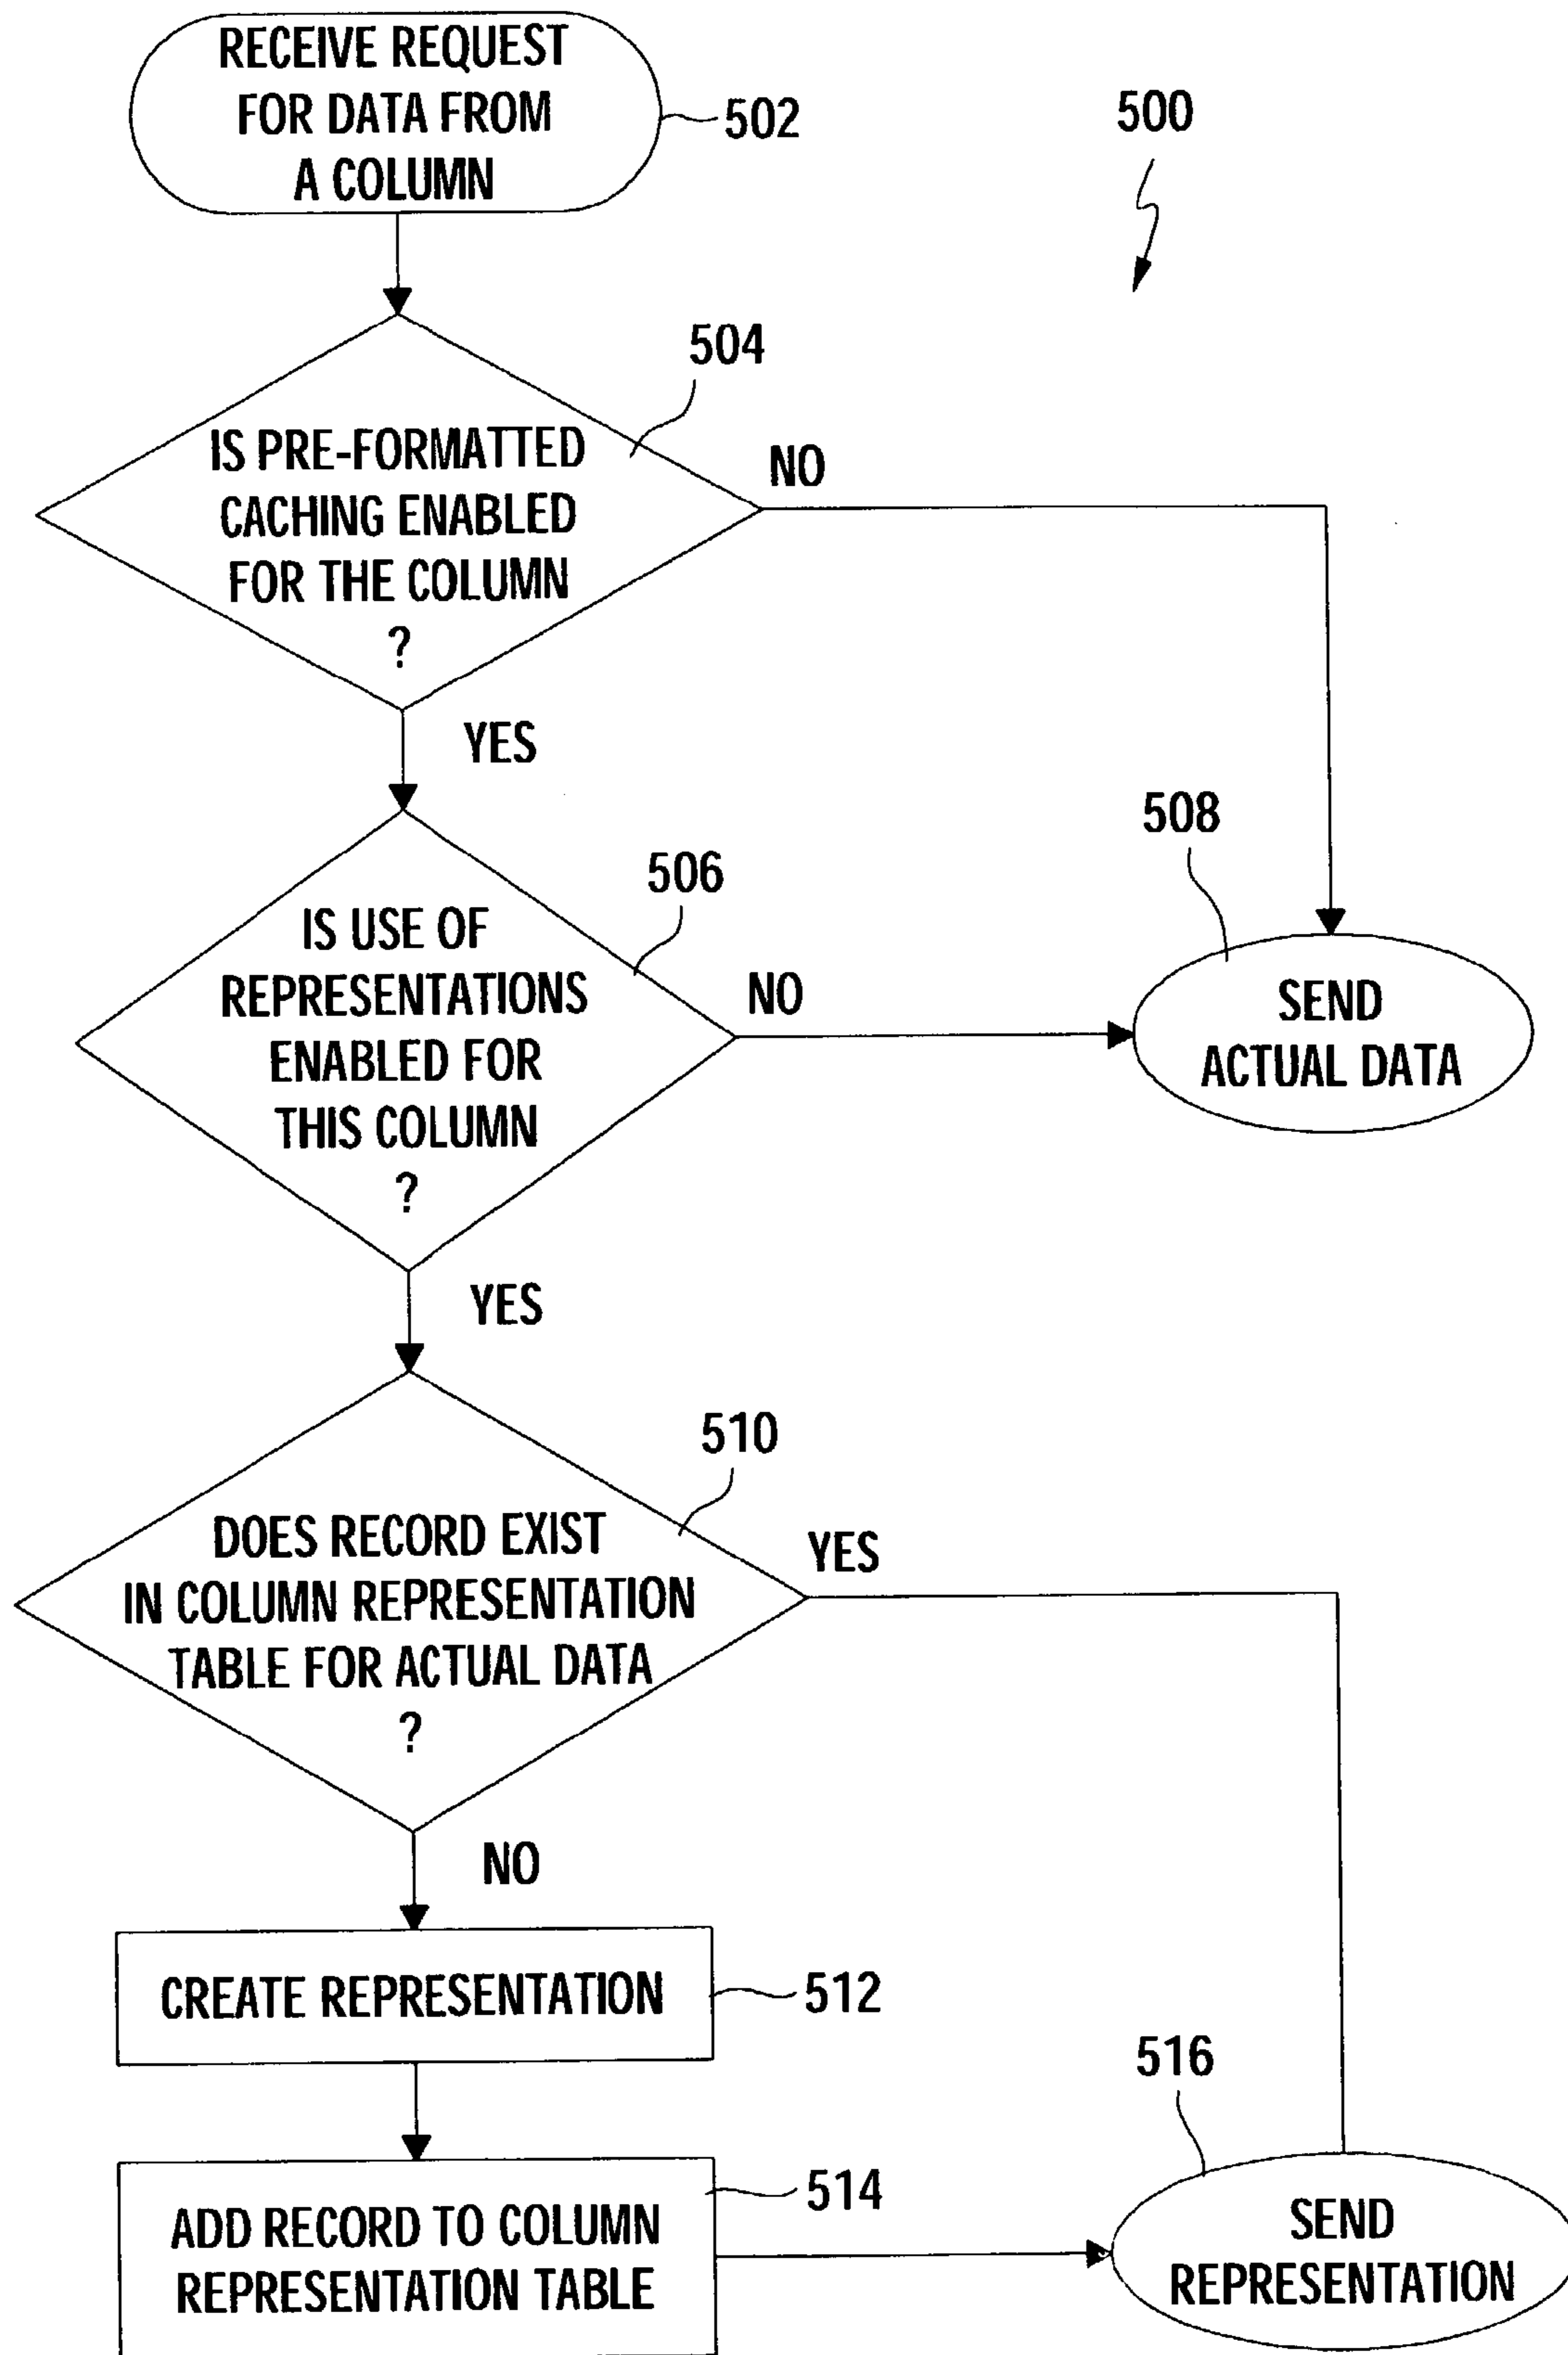 RECEIVE REQUEST
FOR DATA FROM
A COLUMN
502
500
504
IS PRE-FORMATTED
CACHING ENABLED
FOR THE COLUMN
?
NO
YES
506
IS USE OF
REPRESENTATIONS
ENABLED FOR
THIS COLUMN
?
NO
508
SEND
ACTUAL DATA
YES
510
DOES RECORD EXIST
IN COLUMN REPRESENTATION
TABLE FOR ACTUAL DATA
?
YES
NO
CREATE REPRESENTATION
512
ADD RECORD TO COLUMN
REPRESENTATION TABLE
514
516
SEND
REPRESENTATION